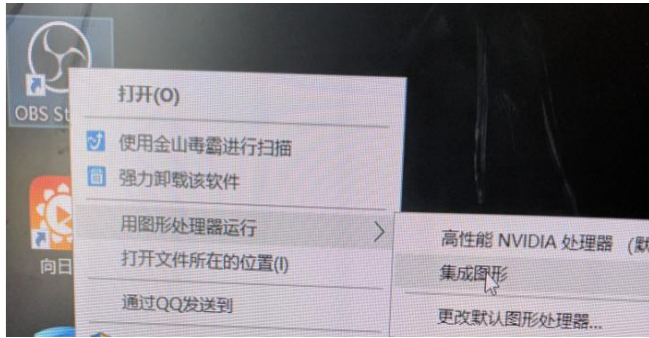 打开(O)
OBS St
使用金山毒霸进行扫描
强力卸载该软件
用图形处理器运行
高性能 NVIDIA 处理器 (默
打开文件所在的位置(I)
集成图形
向日
通过QQ发送到
更改默认图形处理器...